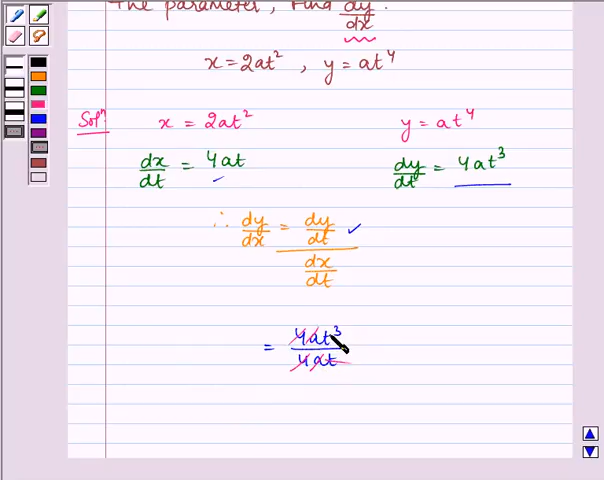 The parameter, Find dy/dx.
x = 2at², y = at⁴
Solⁿ x = 2at² y = at⁴
dx/dt = 4at dy/dt = 4at³
∴ dy/dx = dy/dt ✓
dx/dt
= 4at³/4at